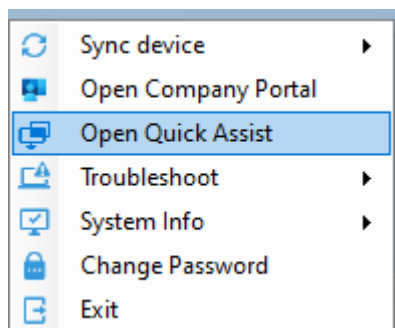 Sync device
Open Company Portal
Open Quick Assist
Troubleshoot
System Info
Change Password
Exit